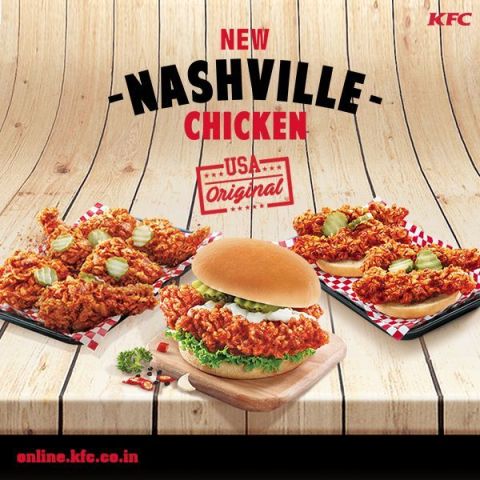 KFC
NEW
-NASHVILLE-
CHICKEN
USA
Original
online.kfc.co.in